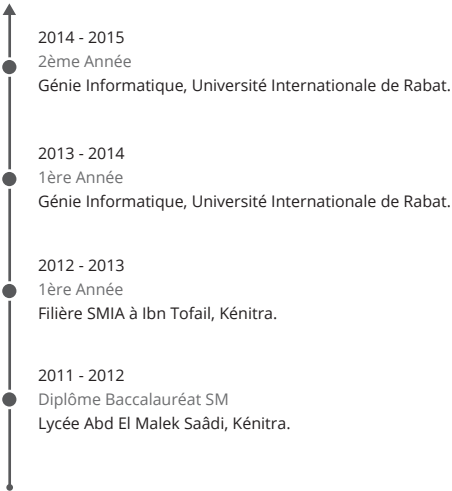 2014 - 2015
2ème Année
Génie Informatique, Université Internationale de Rabat.
2013 - 2014
1ère Année
Génie Informatique, Université Internationale de Rabat.
2012 - 2013
1ère Année
Filière SMIA à Ibn Tofail, Kénitra.
2011 - 2012
Diplôme Baccalauréat SM
Lycée Abd El Malek Saâdi, Kénitra.